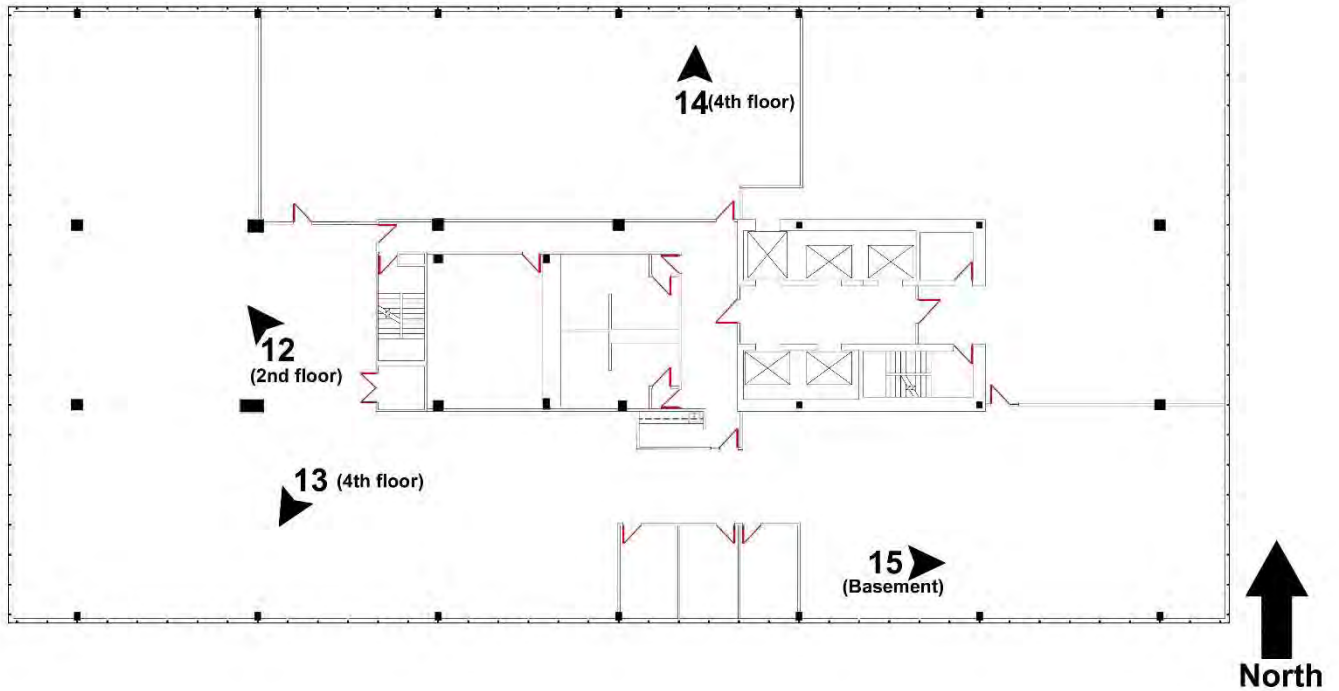 14 (4th floor)
12
(2nd floor)
13 (4th floor)
15
(Basement)
North